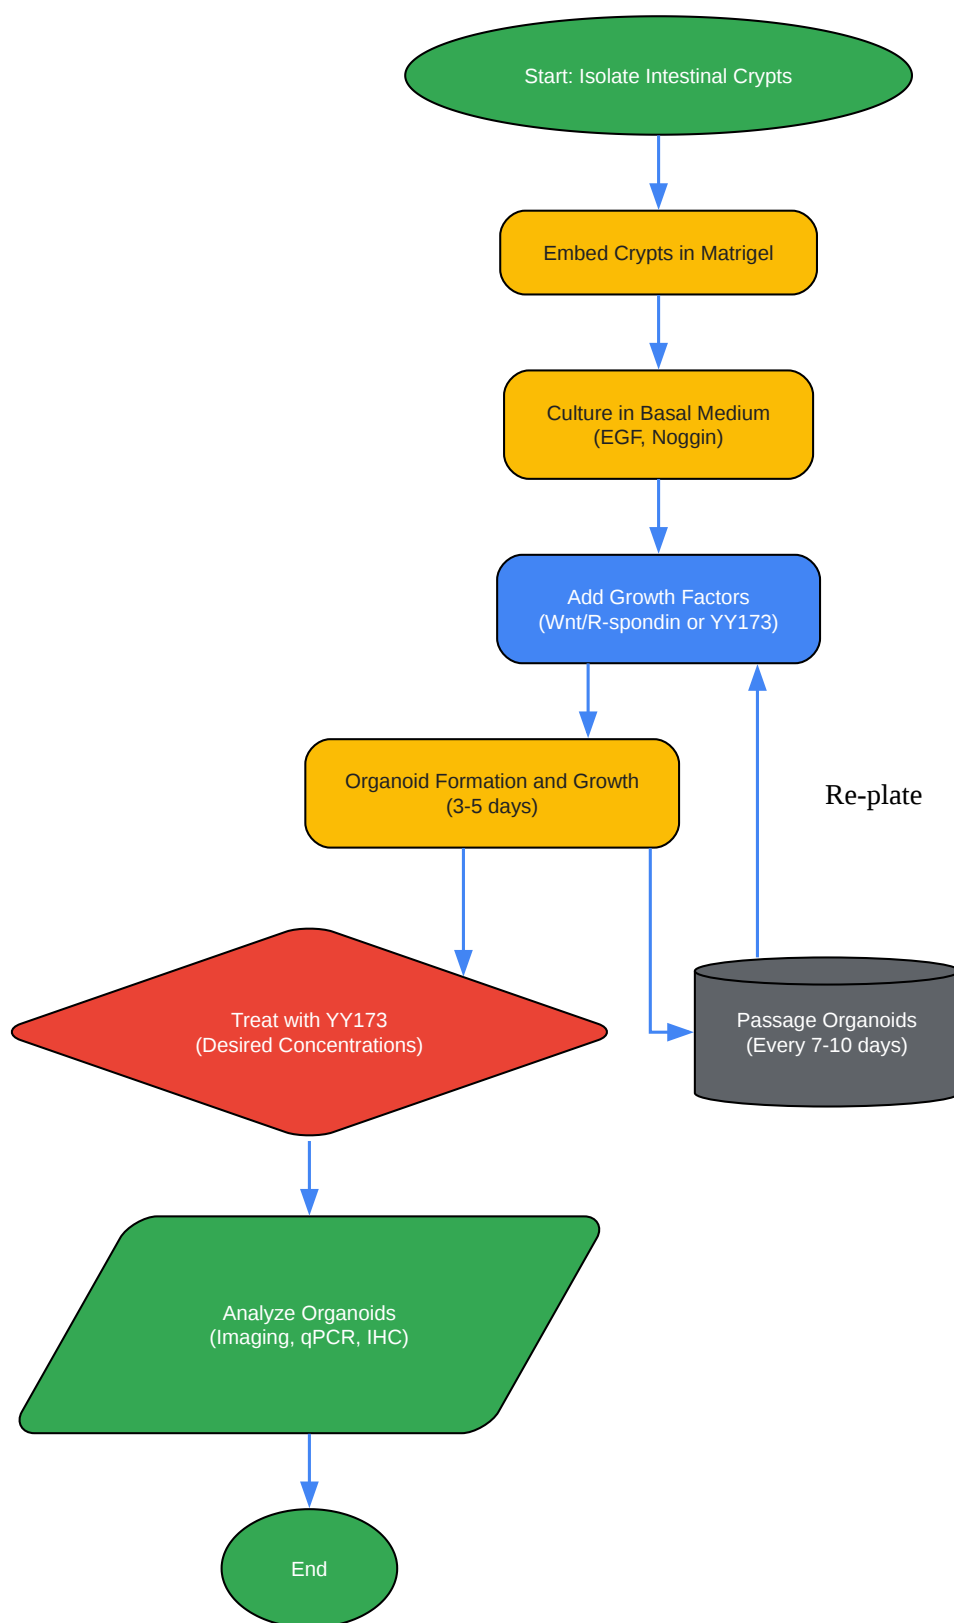 Start: Isolate Intestinal Crypts
Embed Crypts in Matrigel
Culture in Basal Medium
(EGF, Noggin)
Add Growth Factors
(Wnt/R-spondin or YY173)
Organoid Formation and Growth
(3-5 days)
Re-plate
Treat with YY173
(Desired Concentrations)
Passage Organoids
(Every 7-10 days)
Analyze Organoids
(Imaging, qPCR, IHC)
End